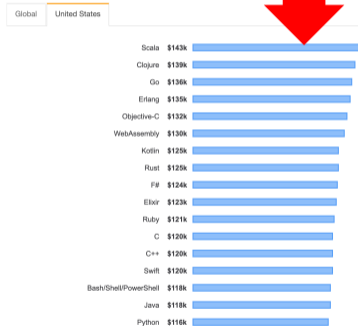 Global United States
Scala $143k
Clojure $139k
Go $136k
Erlang $135k
Objective-C $132k
WebAssembly $130k
Kotlin $125k
Rust $125k
F# $124k
Elixir $123k
Ruby $121k
C $120k
C++ $120k
Swift $120k
Bash/Shell/PowerShell $118k
Java $118k
Python $116k